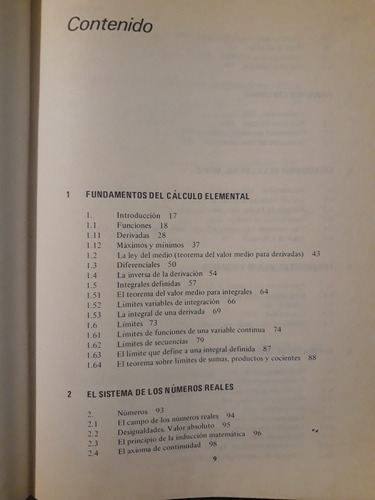 Contenido
1 FUNDAMENTOS DEL CÁLCULO ELEMENTAL
1. Introducción 17
1.1 Funciones 18
1.11 Derivadas 28
1.12 Máximos y mínimos 37
1.2 La ley del medio (teorema del valor medio para derivadas) 43
1.3 Diferenciales 50
1.4 La inversa de la derivación 54
1.5 Integrales definidas 57
1.51 El teorema del valor medio para integrales 64
1.52 Límites variables de integración 66
1.53 La integral de una derivada 69
1.6 Límites 73
1.61 Límites de funciones de una variable continua 74
1.62 Límites de secuencias 79
1.63 El límite que define a una integral definida 87
1.64 El teorema sobre límites de sumas, productos y cocientes 88
2 EL SISTEMA DE LOS NÚMEROS REALES
2. Números 93
2.1 El campo de los números reales 94
2.2 Desigualdades. Valor absoluto 95
2.3 El principio de la inducción matemática 96
2.4 El axioma de continuidad 98
9